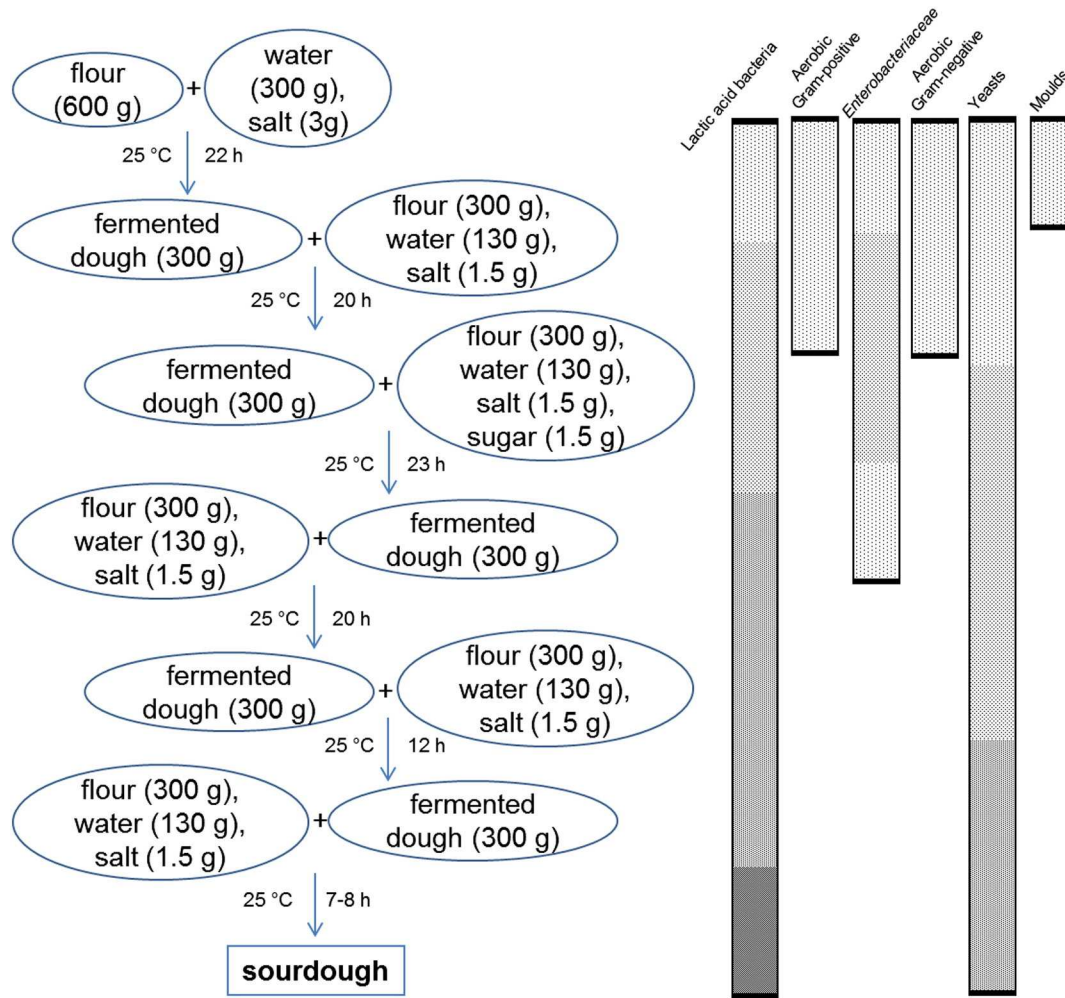 flour
(600 g)
+
water
(300 g),
salt (3g)
25 °C
22 h
fermented
dough (300 g)
+
flour (300 g),
water (130 g),
salt (1.5 g)
25 °C
20 h
fermented
dough (300 g)
+
flour (300 g),
water (130 g),
salt (1.5 g),
sugar (1.5 g)
25 °C
23 h
flour (300 g),
water (130 g),
salt (1.5 g)
+
fermented
dough (300 g)
25 °C
20 h
fermented
dough (300 g)
+
flour (300 g),
water (130 g),
salt (1.5 g)
25 °C
12 h
flour (300 g),
water (130 g),
salt (1.5 g)
+
fermented
dough (300 g)
25 °C
7-8 h
sourdough
Lactic acid bacteria
Aerobic
Gram-positive
Enterobacteriaceae
Aerobic
Gram-negative
Yeasts
Moulds